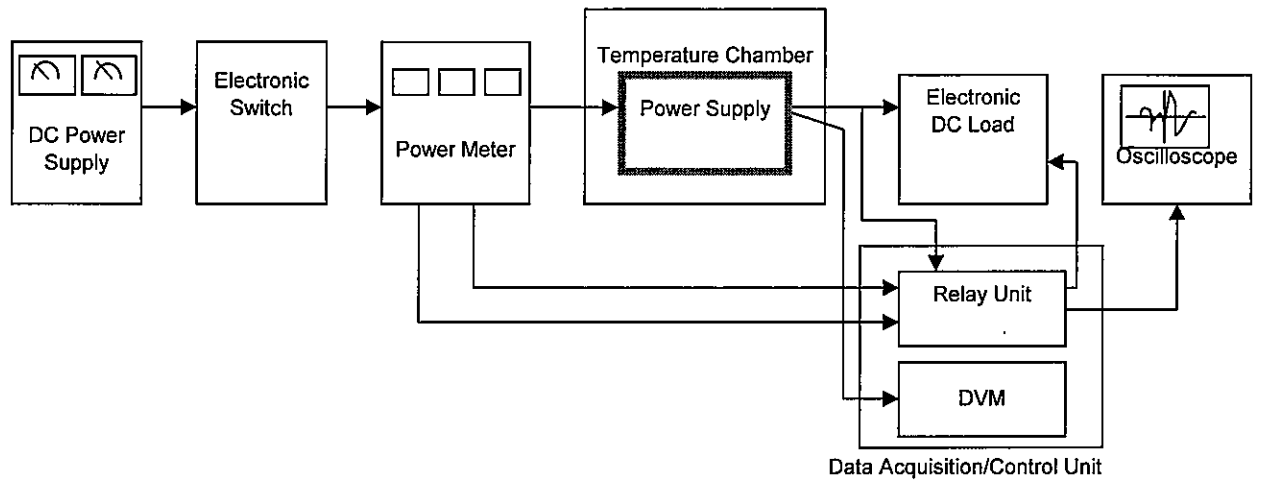 Temperature Chamber
DC Power
Supply
Electronic
Switch
Power Meter
Power Supply
Electronic
DC Load
Oscilloscope
Relay Unit
DVM
Data Acquisition/Control Unit